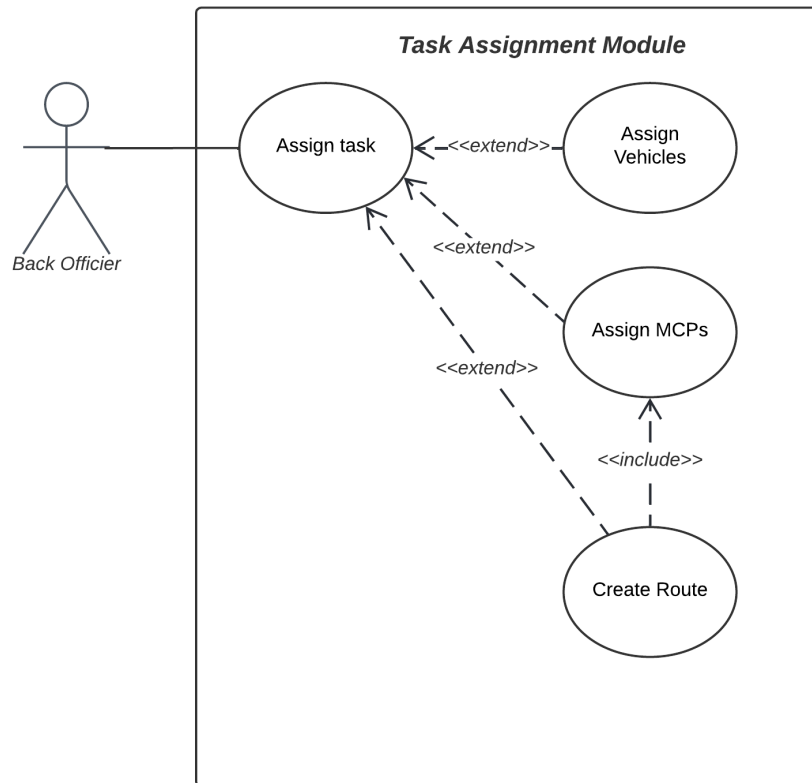 Task Assignment Module
Assign task
<<extend>>
Assign
Vehicles
<<extend>>
Back Officier
Assign MCPs
<<extend>>
<<include>>
Create Route